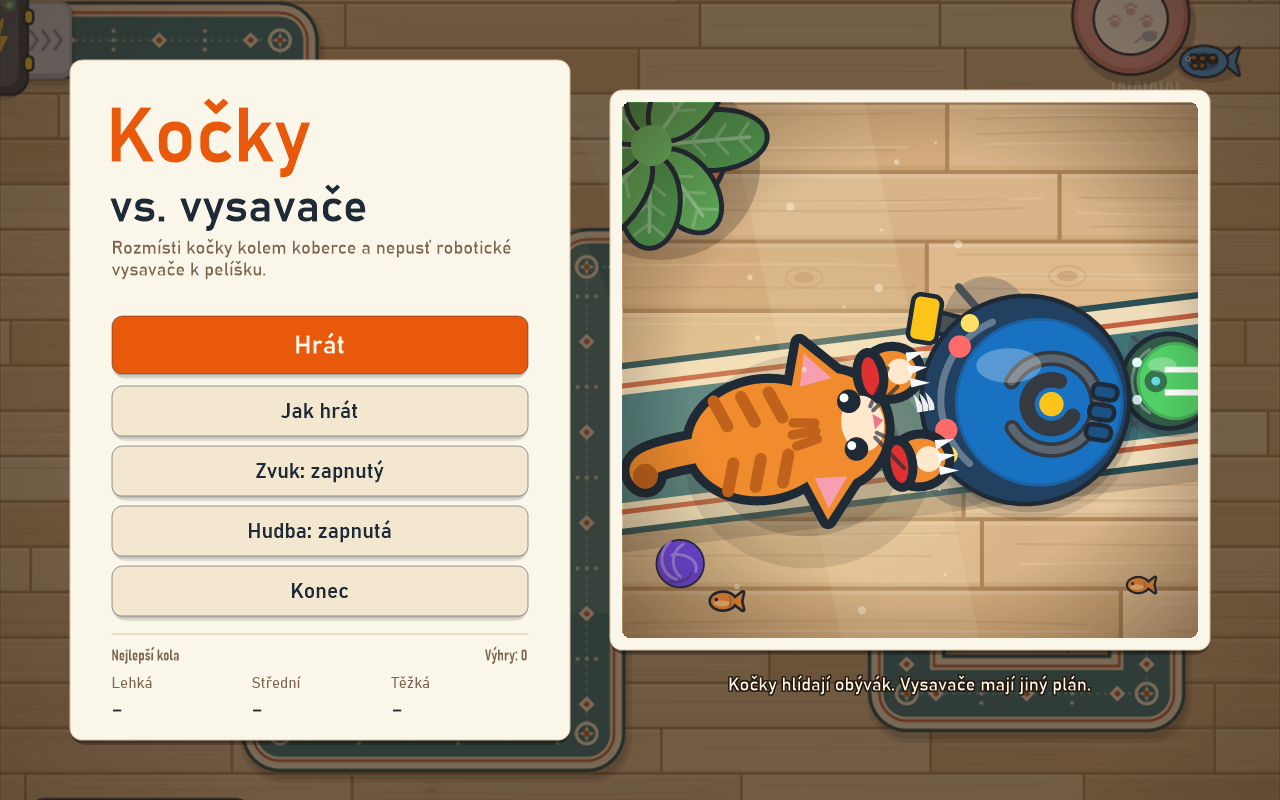 Kočky
vs. vysavače
Rozmísti kočky kolem koberce a nepusť robotické
vysavače k pelíšku.
Hrát
Jak hrát
Zvuk: zapnutý
Hudba: zapnutá
Konec
Nejlepší kola Výhry: 0
Lehká Střední Těžká
– – –
Kočky hlídají obývák. Vysavače mají jiný plán.